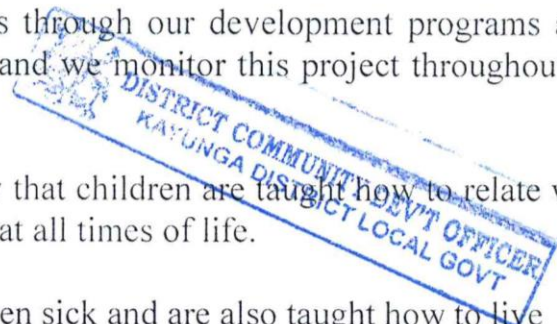 s through our development programs a
and we monitor this project throughou
DISTRICT COMMUNITY DEV'T OFFICER
KAYUNGA DISTRICT LOCAL GOVT
that children are taught how to relate
at all times of life.
en sick and are also taught how to live